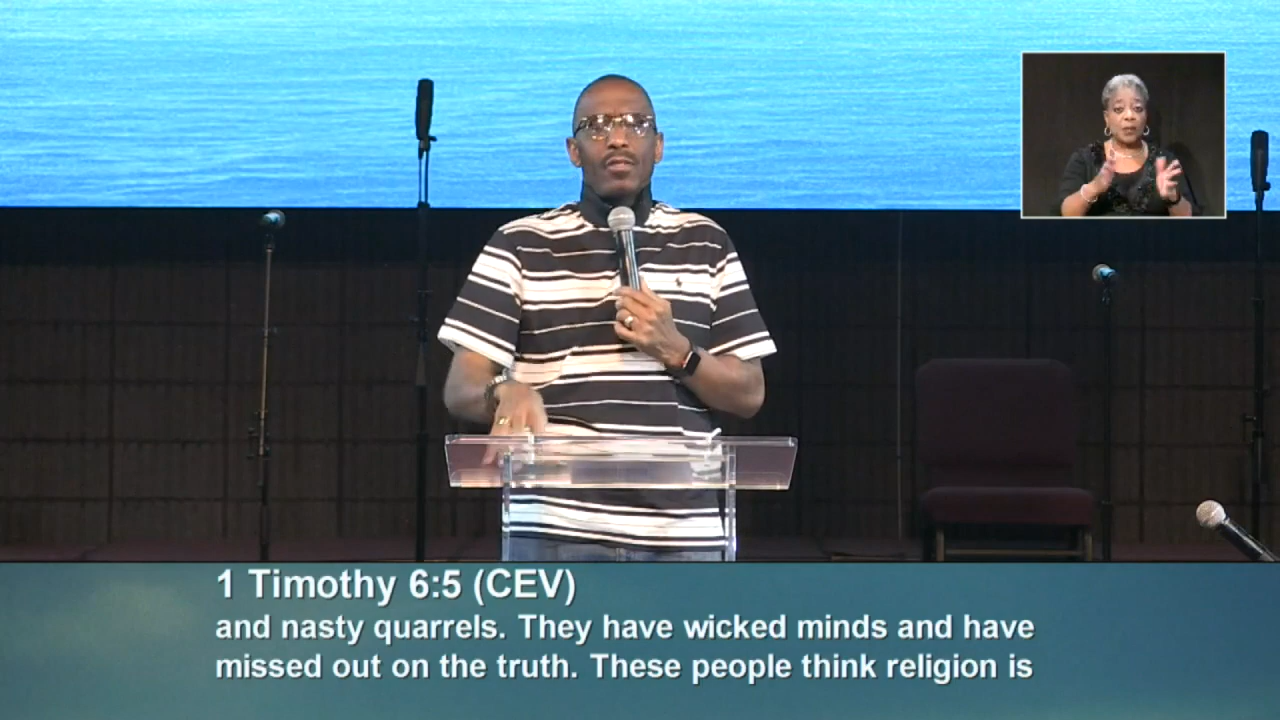 1 Timothy 6:5 (CEV)
and nasty quarrels. They have wicked minds and have
missed out on the truth. These people think religion is